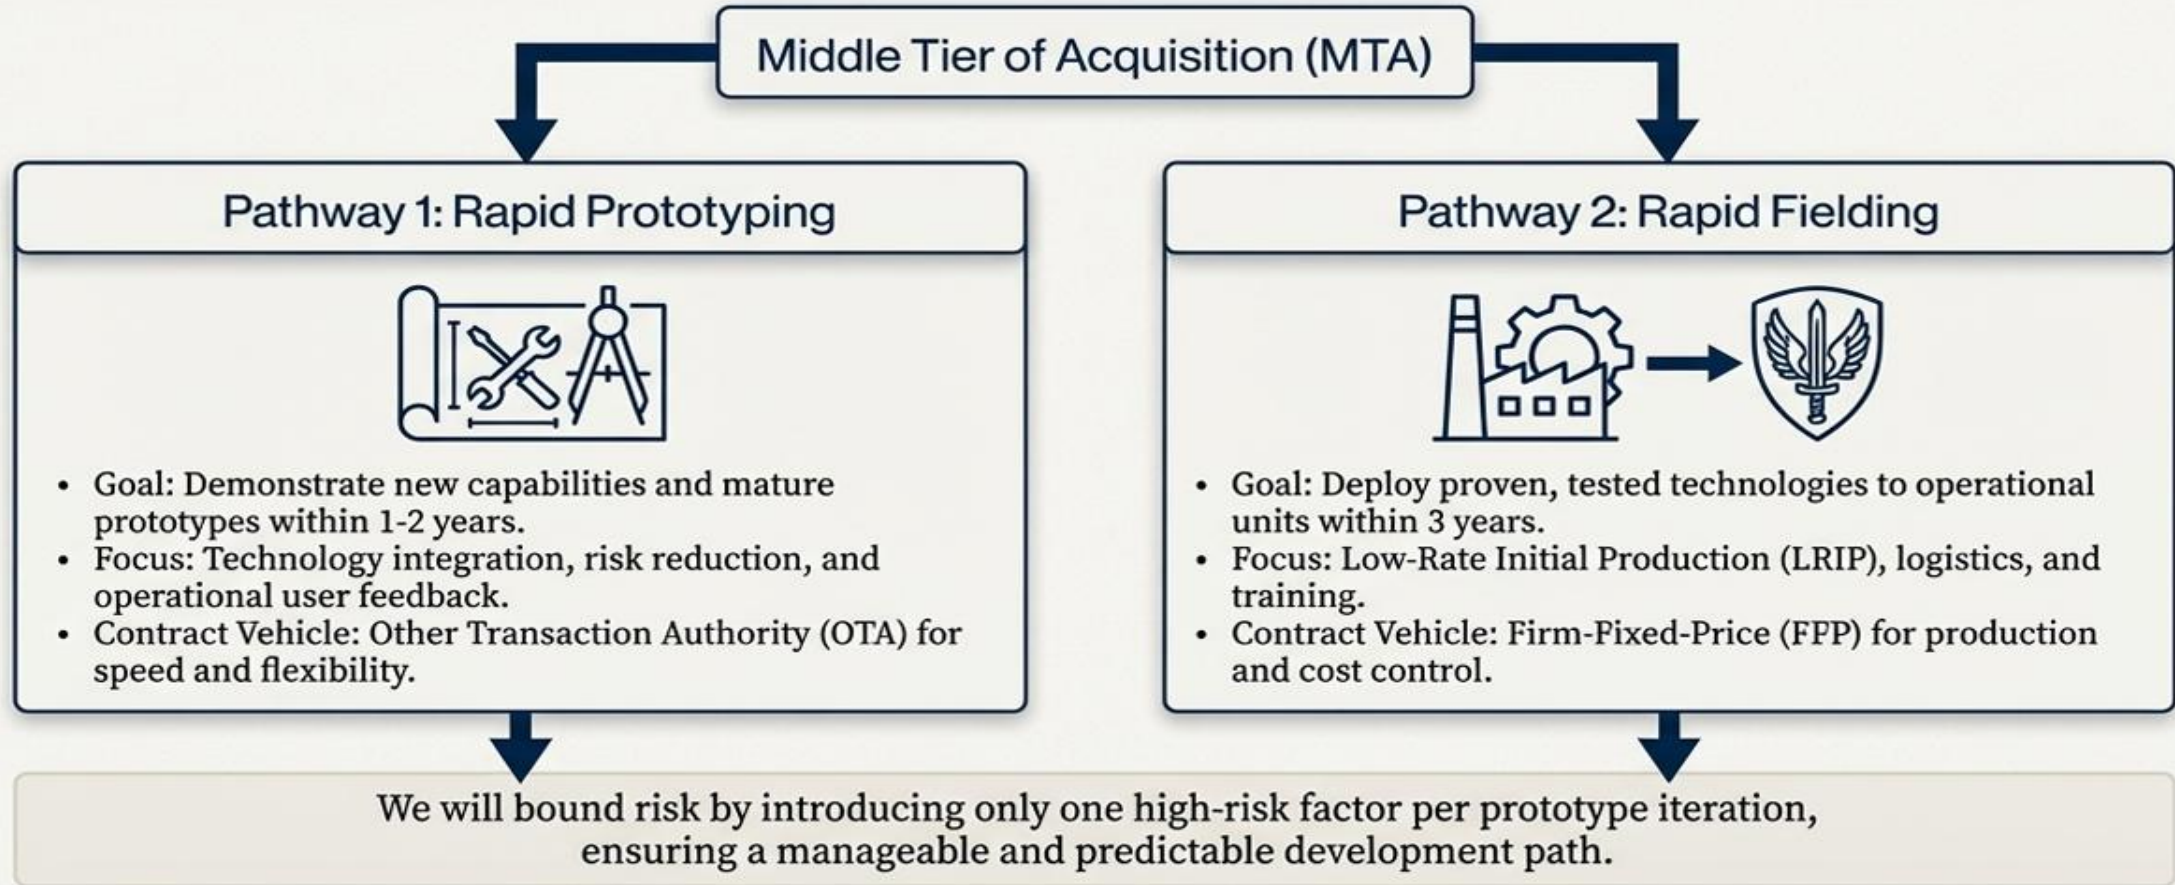 Middle Tier of Acquisition (MTA)
Pathway 1: Rapid Prototyping
• Goal: Demonstrate new capabilities and mature
prototypes within 1-2 years.
• Focus: Technology integration, risk reduction, and
operational user feedback.
• Contract Vehicle: Other Transaction Authority (OTA) for
speed and flexibility.
Pathway 2: Rapid Fielding
• Goal: Deploy proven, tested technologies to operational
units within 3 years.
• Focus: Low-Rate Initial Production (LRIP), logistics, and
training.
• Contract Vehicle: Firm-Fixed-Price (FFP) for production
and cost control.
We will bound risk by introducing only one high-risk factor per prototype iteration,
ensuring a manageable and predictable development path.